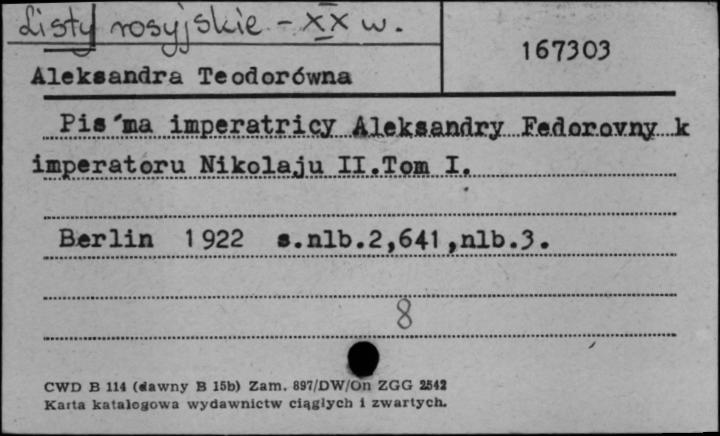 Listy rosyjskie - XX w.
167303
Aleksandra Teodorówna
Pis'ma imperatricy Aleksandry Fedorovny k
imperatoru Nikolaju II.Tom I.
Berlin 1922 s.nlb.2,641,nlb.3.
8
CWD B 114 (dawny B 15b) Zam. 897/DW/On ZGG 2542
Karta katalogowa wydawnictw ciągłych i zwartych.